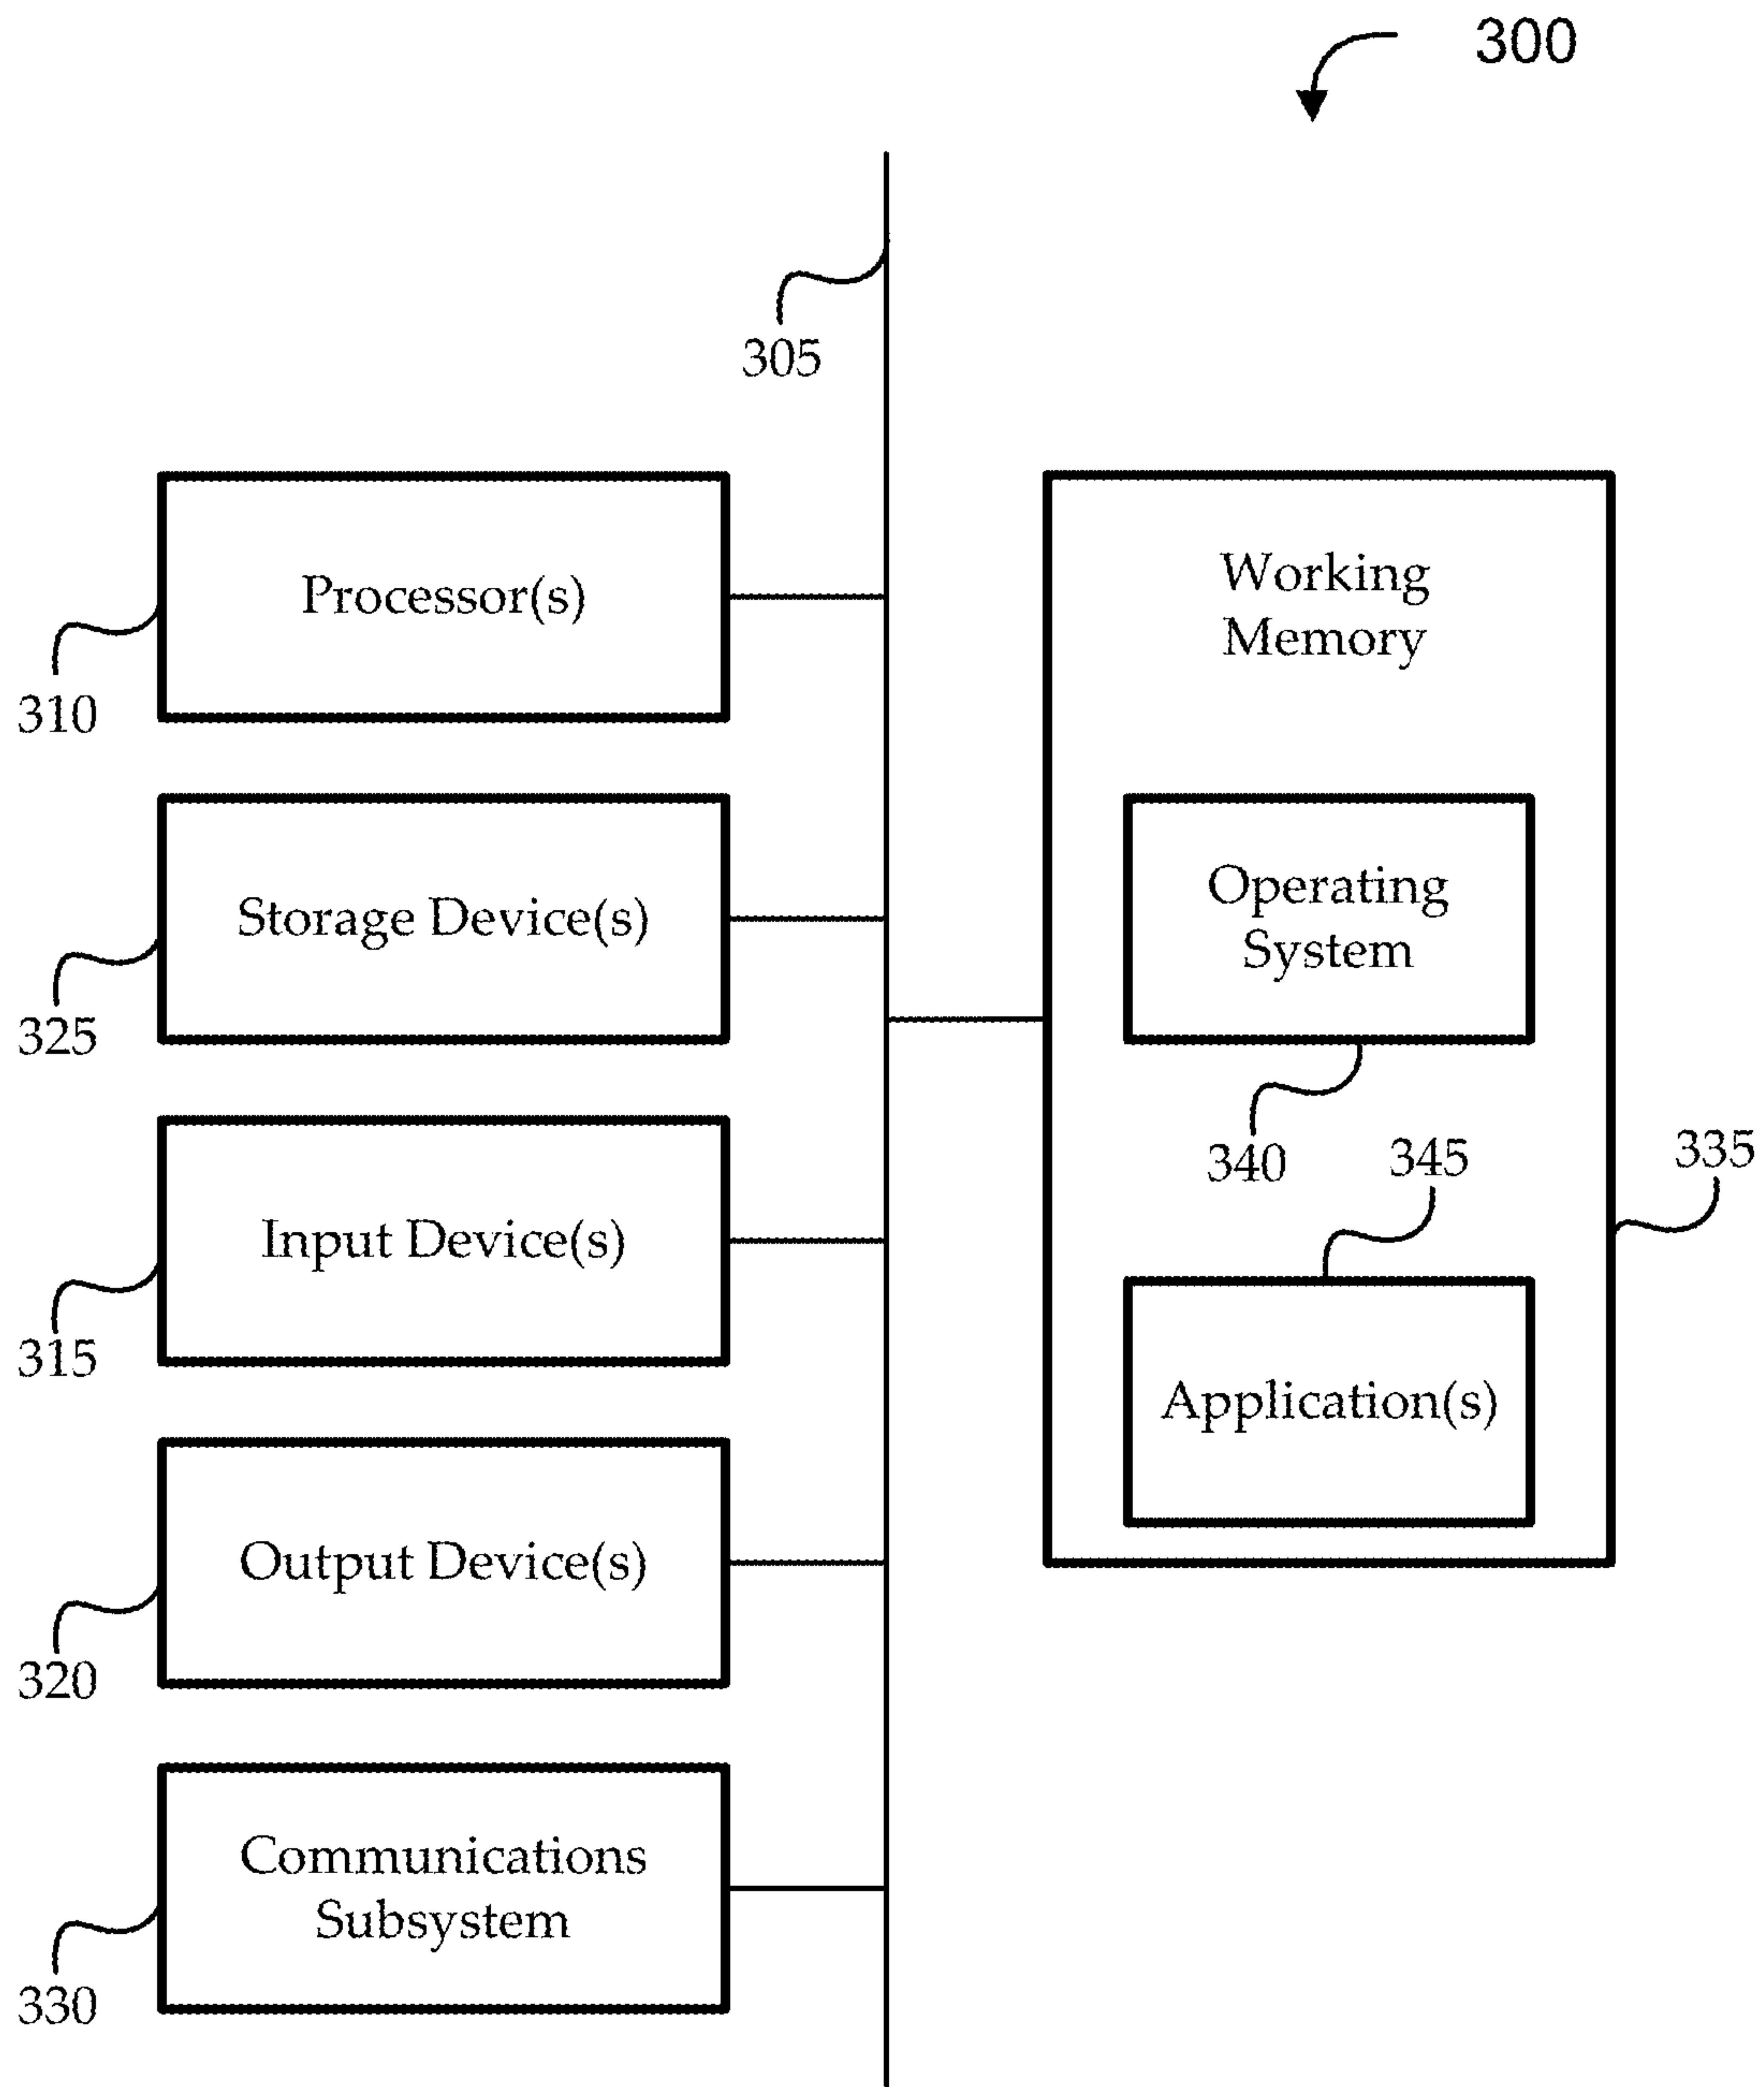 300
305
Processor(s)
310
Storage Device(s)
325
Input Device(s)
315
Output Device(s)
320
Communications
Subsystem
330
Working
Memory
Operating
System
340
345
335
Application(s)